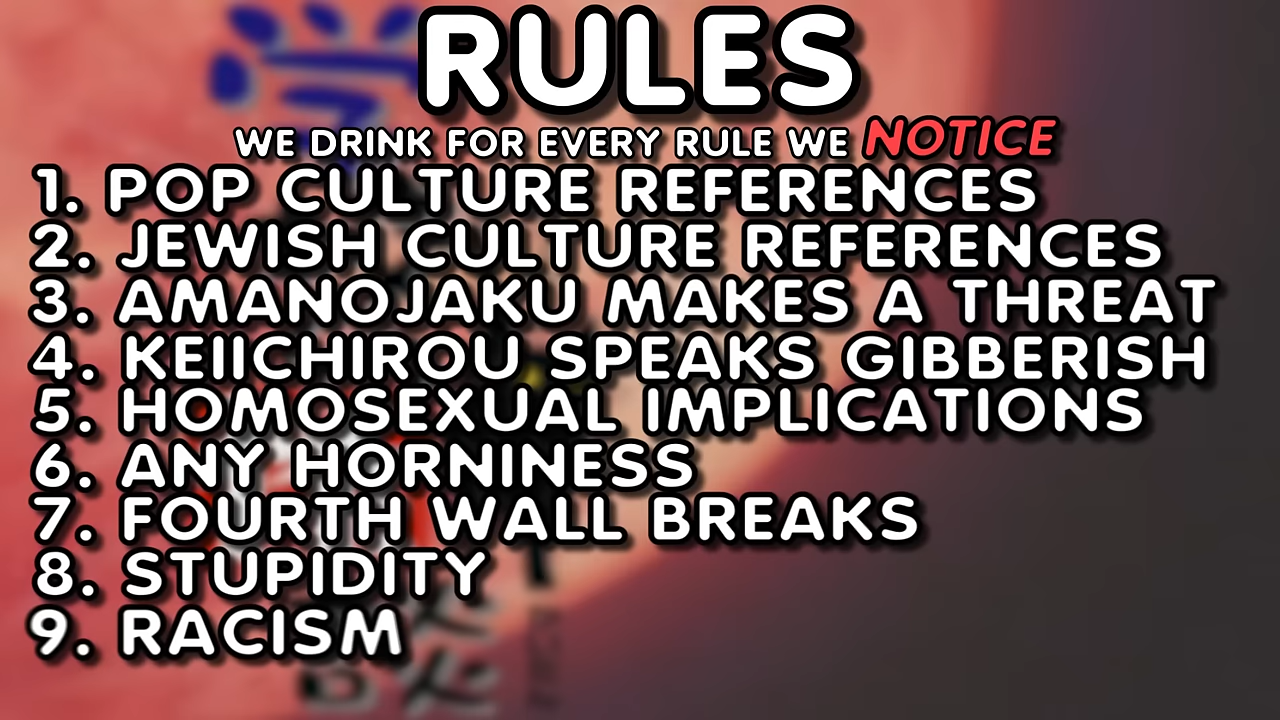 RULES
WE DRINK FOR EVERY RULE WE NOTICE
1. POP CULTURE REFERENCES
2. JEWISH CULTURE REFERENCES
3. AMANOJAKU MAKES A THREAT
4. KEIICHIROU SPEAKS GIBBERISH
5. HOMOSEXUAL IMPLICATIONS
6. ANY HORNINESS
7. FOURTH WALL BREAKS
8. STUPIDITY
9. RACISM